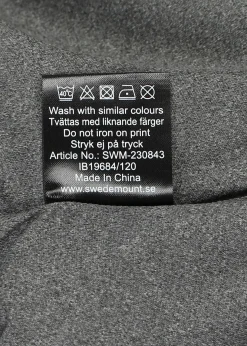 40°C
Wash with similar colours
Tvättas med liknande färger
Do not iron on print
Stryk ej på tryck
Article No.: SWM-230843
IB19684/120
Made In China
www.swedemount.se